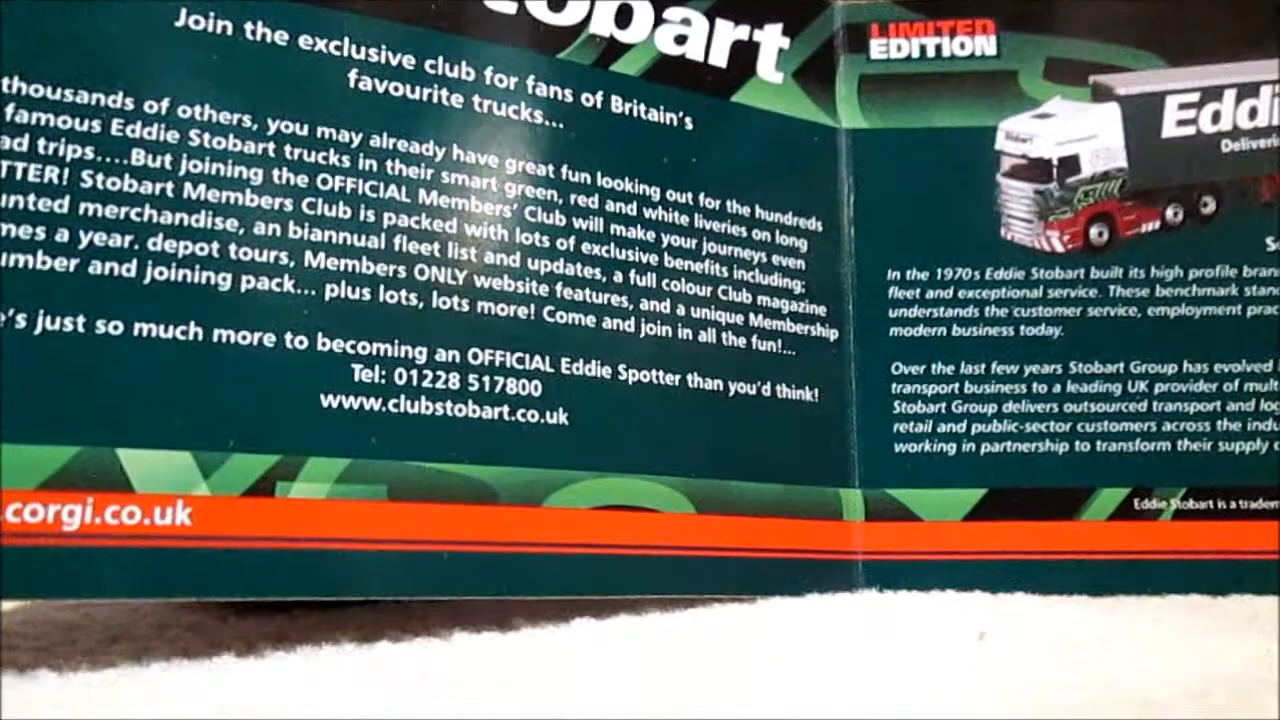 Stobart
Join the exclusive club for fans of Britain's
favourite trucks...
thousands of others, you may already have great fun looking out for the hundreds
famous Eddie Stobart trucks in their smart green, red and white liveries on long
ad trips....But joining the OFFICIAL Members' Club will make your journeys even
TTER! Stobart Members Club is packed with lots of exclusive benefits including:
unted merchandise, an biannual fleet list and updates, a full colour Club magazine
mes a year. depot tours, Members ONLY website features, and a unique Membership
umber and joining pack... plus lots, lots more! Come and join in all the fun!...
e's just so much more to becoming an OFFICIAL Eddie Spotter than you'd think!
Tel: 01228 517800
www.clubstobart.co.uk
.corgi.co.uk
LIMITED
EDITION
Stobart
Eddi
Deliveri
S
In the 1970s Eddie Stobart built its high profile bran
fleet and exceptional service. These benchmark stan
understands the customer service, employment prac
modern business today.
Over the last few years Stobart Group has evolved
transport business to a leading UK provider of mult
Stobart Group delivers outsourced transport and log
retail and public-sector customers across the indu
working in partnership to transform their supply c
Eddie Stobart is a tradem